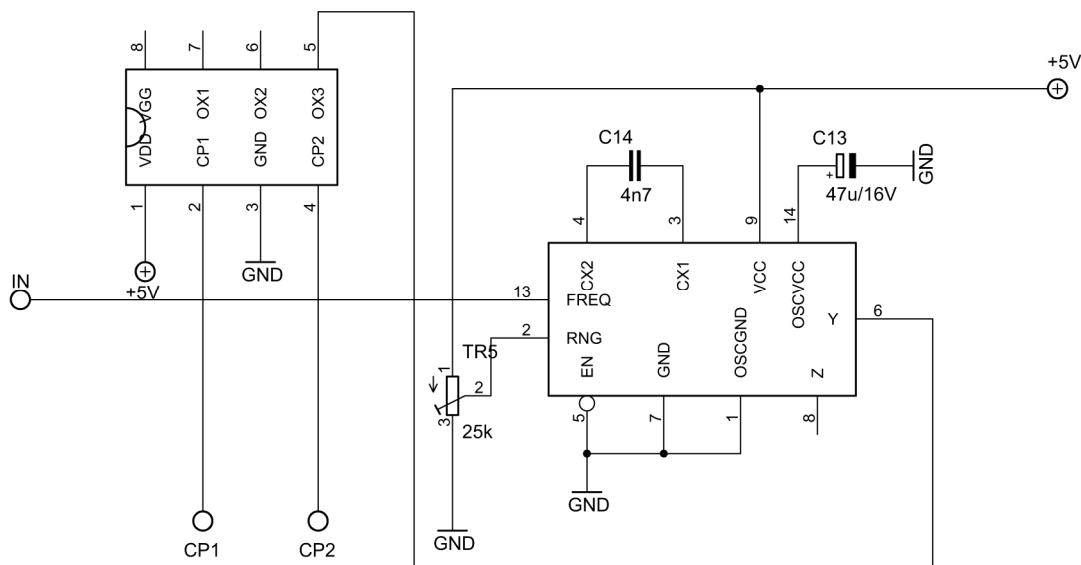 8 7 6 5
VGG OX1 OX2 OX3
VDD CP1 GND CP2
1 2 3 4
+5V
GND
IN
CP1
CP2
+5V
C14
4n7
C13
+
47u/16V
GND
4 3 9 14
CX2 CX1 VCC OSCVCC
13 FREQ
2 RNG
Y 6
EN GND OSCGND Z
5 7 1 8
GND
TR5
1
2
3
25k
GND